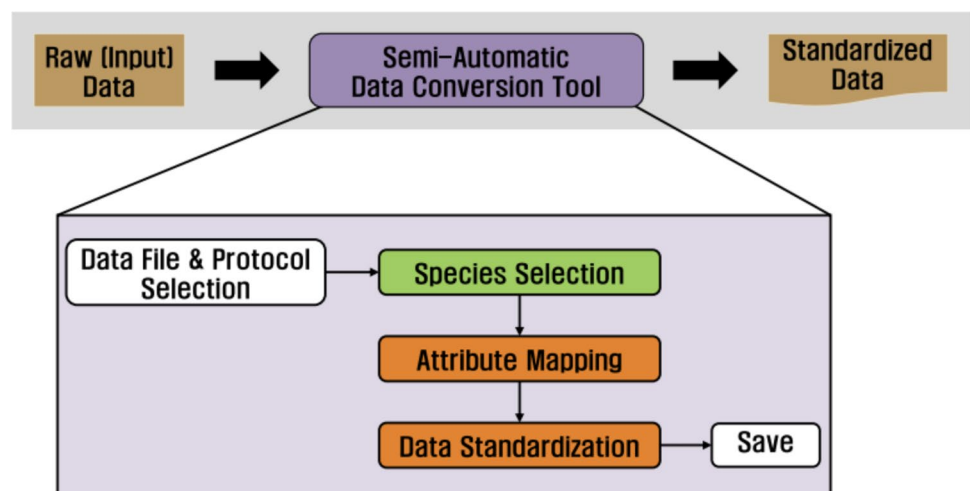 Raw (Input)
Data
Semi-Automatic
Data Conversion Tool
Standardized
Data
Data File & Protocol
Selection
Species Selection
Attribute Mapping
Data Standardization
Save